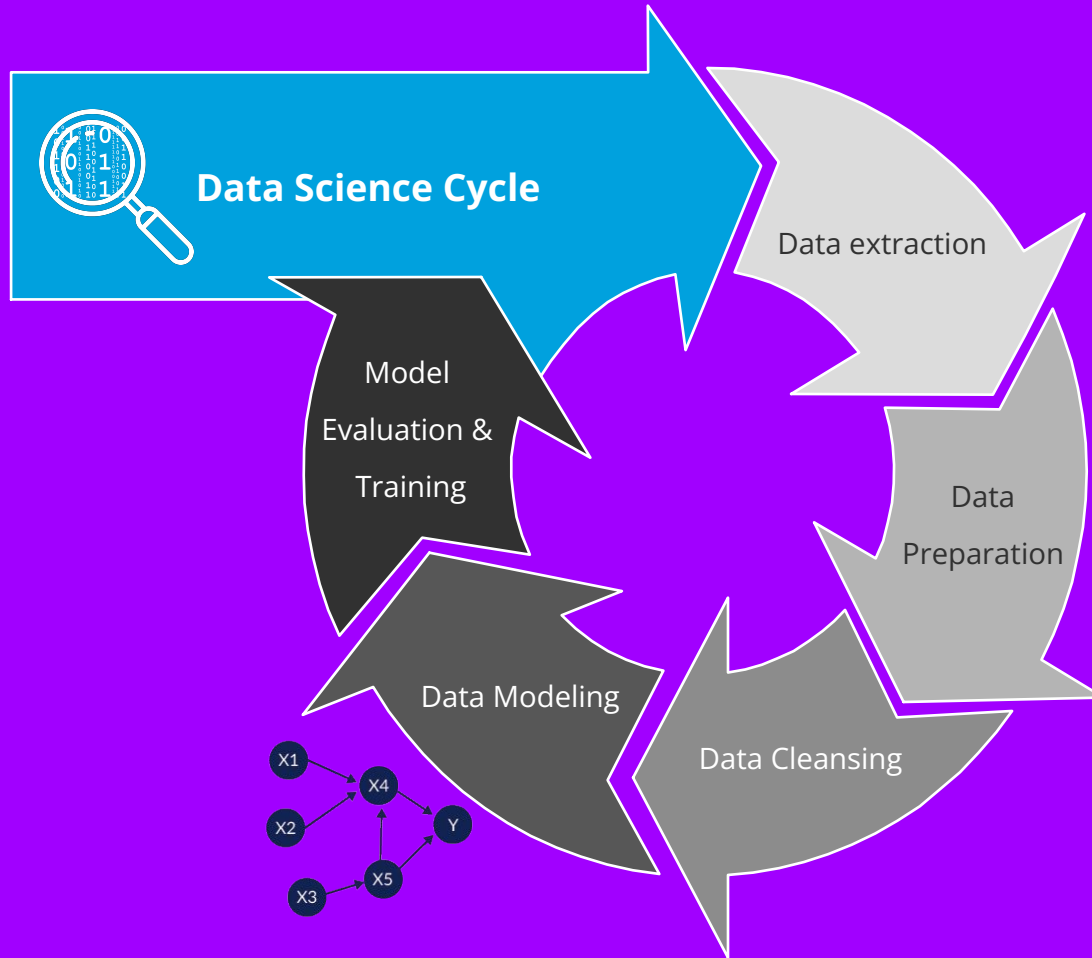 Data Science Cycle
Data extraction
Data
Preparation
Data Cleansing
Data Modeling
Model
Evaluation &
Training
X1
X4
X2
Y
X5
X3